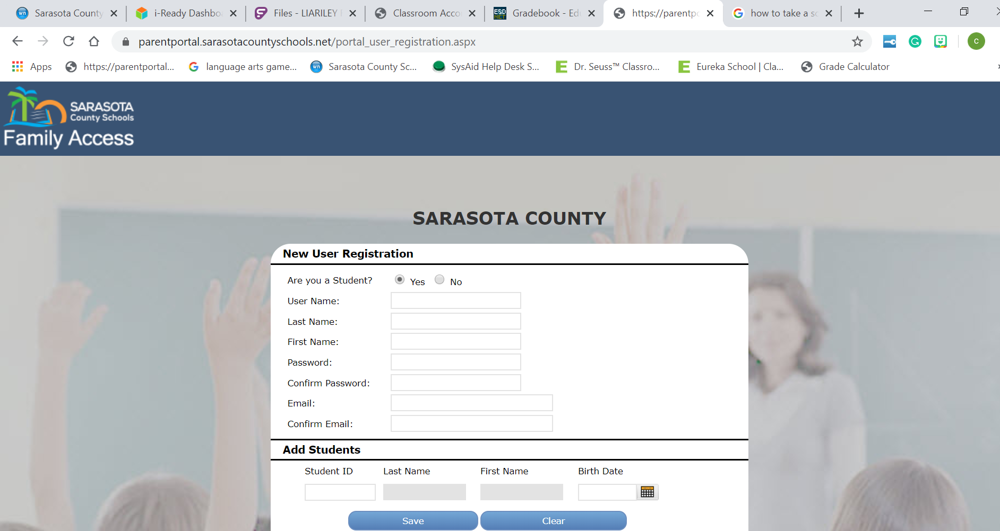 Sarasota County
i-Ready Dashboa
Files - LIARILEY
Classroom Acco
Gradebook - Edu
https://parentpo
how to take a sc
parentportal.sarasotacountyschools.net/portal_user_registration.aspx
C
Apps
https://parentportal...
language arts game...
wn
Sarasota County Sc...
SysAid Help Desk S...
Dr. Seuss™ Classro...
Eureka School | Cla...
Grade Calculator
SARASOTA
County Schools
Family Access
SARASOTA COUNTY
New User Registration
Are you a Student? Yes No
User Name:
Last Name:
First Name:
Password:
Confirm Password:
Email:
Confirm Email:
Add Students
Student ID Last Name First Name Birth Date
Save Clear